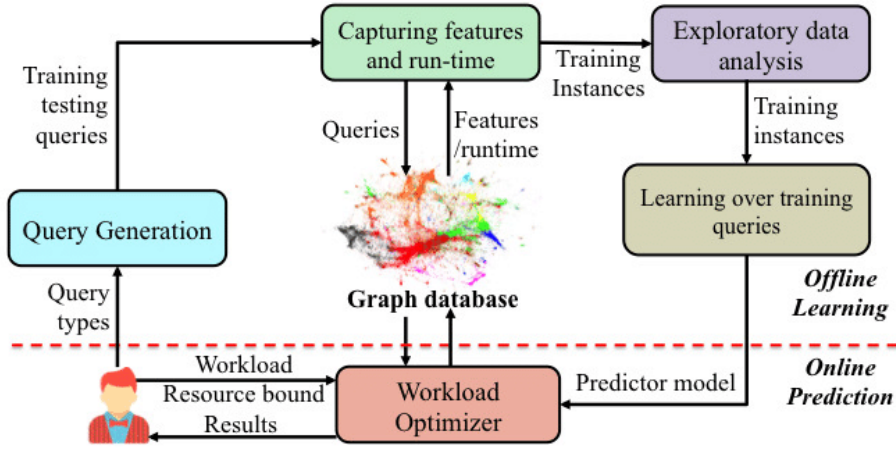 Capturing features
and run-time
Exploratory data
analysis
Training
Instances
Training
testing
queries
Queries
Features
/runtime
Training
instances
Query Generation
Learning over training
queries
Graph database
Offline
Learning
Query
types
Online
Prediction
Workload
Resource bound
Results
Workload
Optimizer
Predictor model